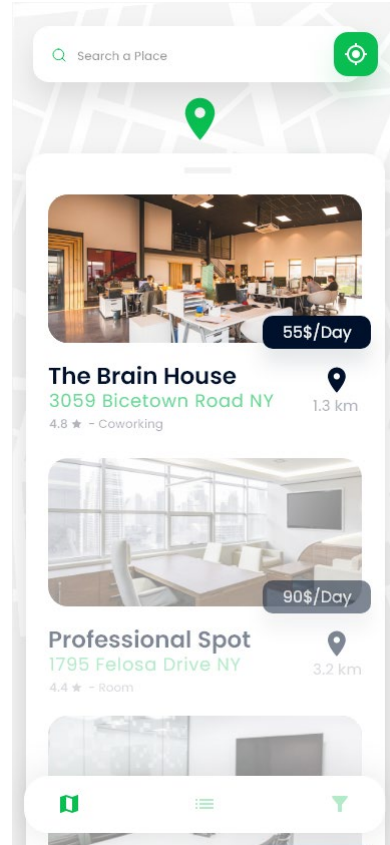 Search a Place
55$/Day
The Brain House
3059 Bicetown Road NY
1.3 km
4.8 ★ - Coworking
90$/Day
Professional Spot
1795 Felosa Drive NY
3.2 km
4.4 ★ - Room